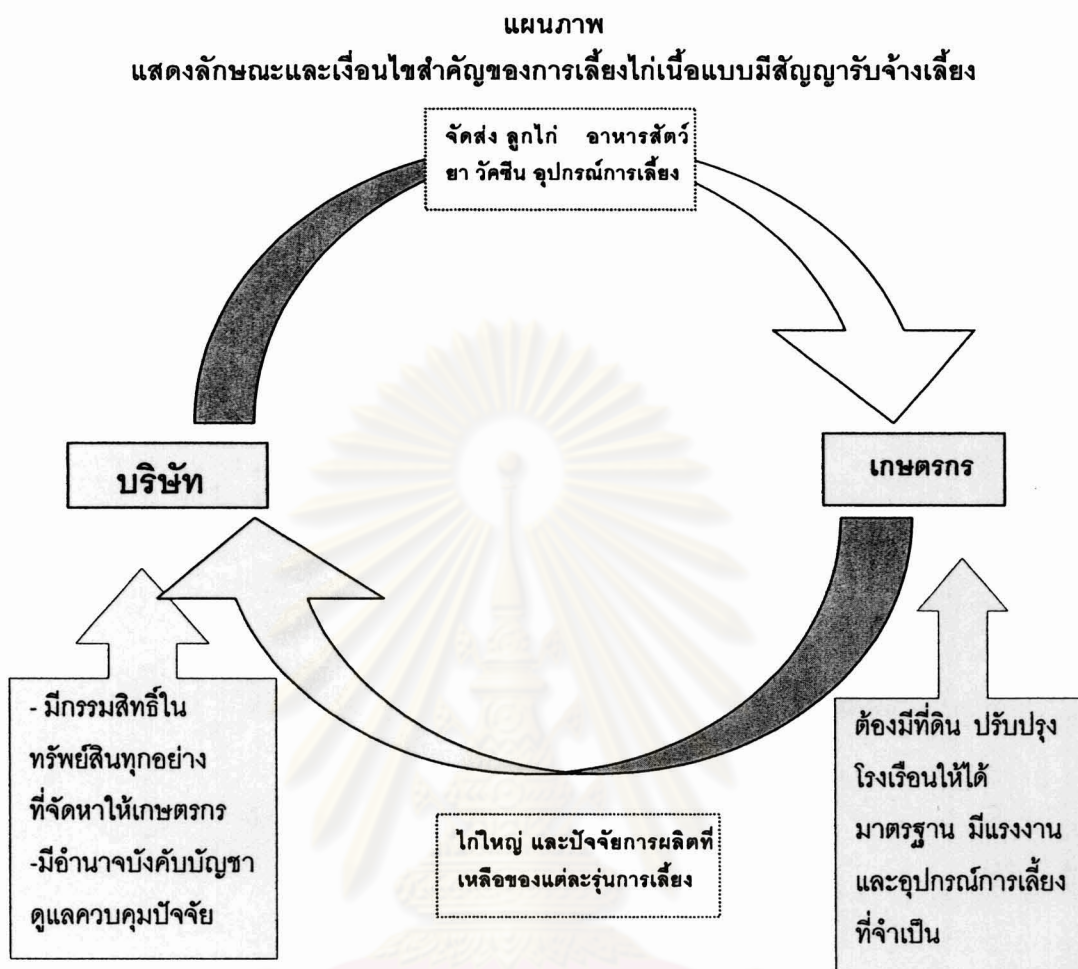 แผนภาพ
แสดงลักษณะและเงื่อนไขสำคัญของการเลี้ยงไก่เนื้อแบบมีสัญญารับจ้างเลี้ยง
จัดส่ง ลูกไก่ อาหารสัตว์
ยา วัคซีน อุปกรณ์การเลี้ยง
บริษัท
เกษตรกร
- มีกรรมสิทธิ์ใน
ทรัพย์สินทุกอย่าง
ที่จัดหาให้เกษตรกร
-มีอำนาจบังคับบัญชา
ดูแลควบคุมปัจจัย
ไก่ใหญ่ และปัจจัยการผลิตที่
เหลือของแต่ละรุ่นการเลี้ยง
ต้องมีที่ดิน ปรับปรุง
โรงเรือนให้ได้
มาตรฐาน มีแรงงาน
และอุปกรณ์การเลี้ยง
ที่จำเป็น